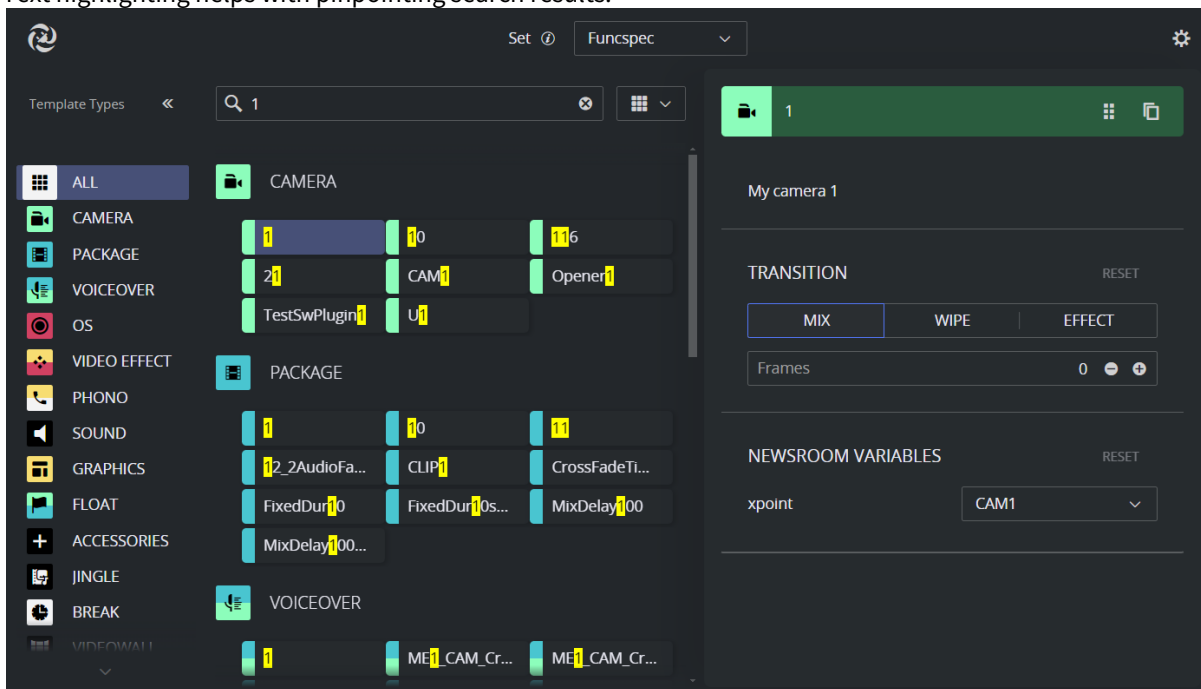 Text highlighting helps with pinpointing search results.
Set Funcspec
Template Types
1
1
ALL
CAMERA
PACKAGE
VOICEOVER
OS
VIDEO EFFECT
PHONO
SOUND
GRAPHICS
FLOAT
ACCESSORIES
JINGLE
BREAK
VIDEOWALL
CAMERA
1 10 116
21 CAM1 Opener1
TestSwPlugin1 U1
PACKAGE
1 10 11
12_2AudioFa... CLIP1 CrossFadeTi...
FixedDur10 FixedDur10s... MixDelay100
MixDelay100...
VOICEOVER
1 ME1_CAM_Cr... ME1_CAM_Cr...
My camera 1
TRANSITION RESET
MIX WIPE EFFECT
Frames 0
NEWSROOM VARIABLES RESET
xpoint CAM1